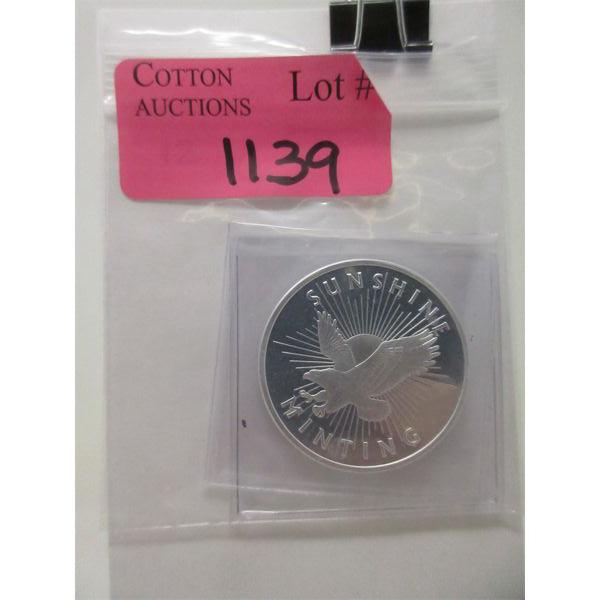 COTTON
AUCTIONS
Lot #
1139
SUNSHINE
MINTING